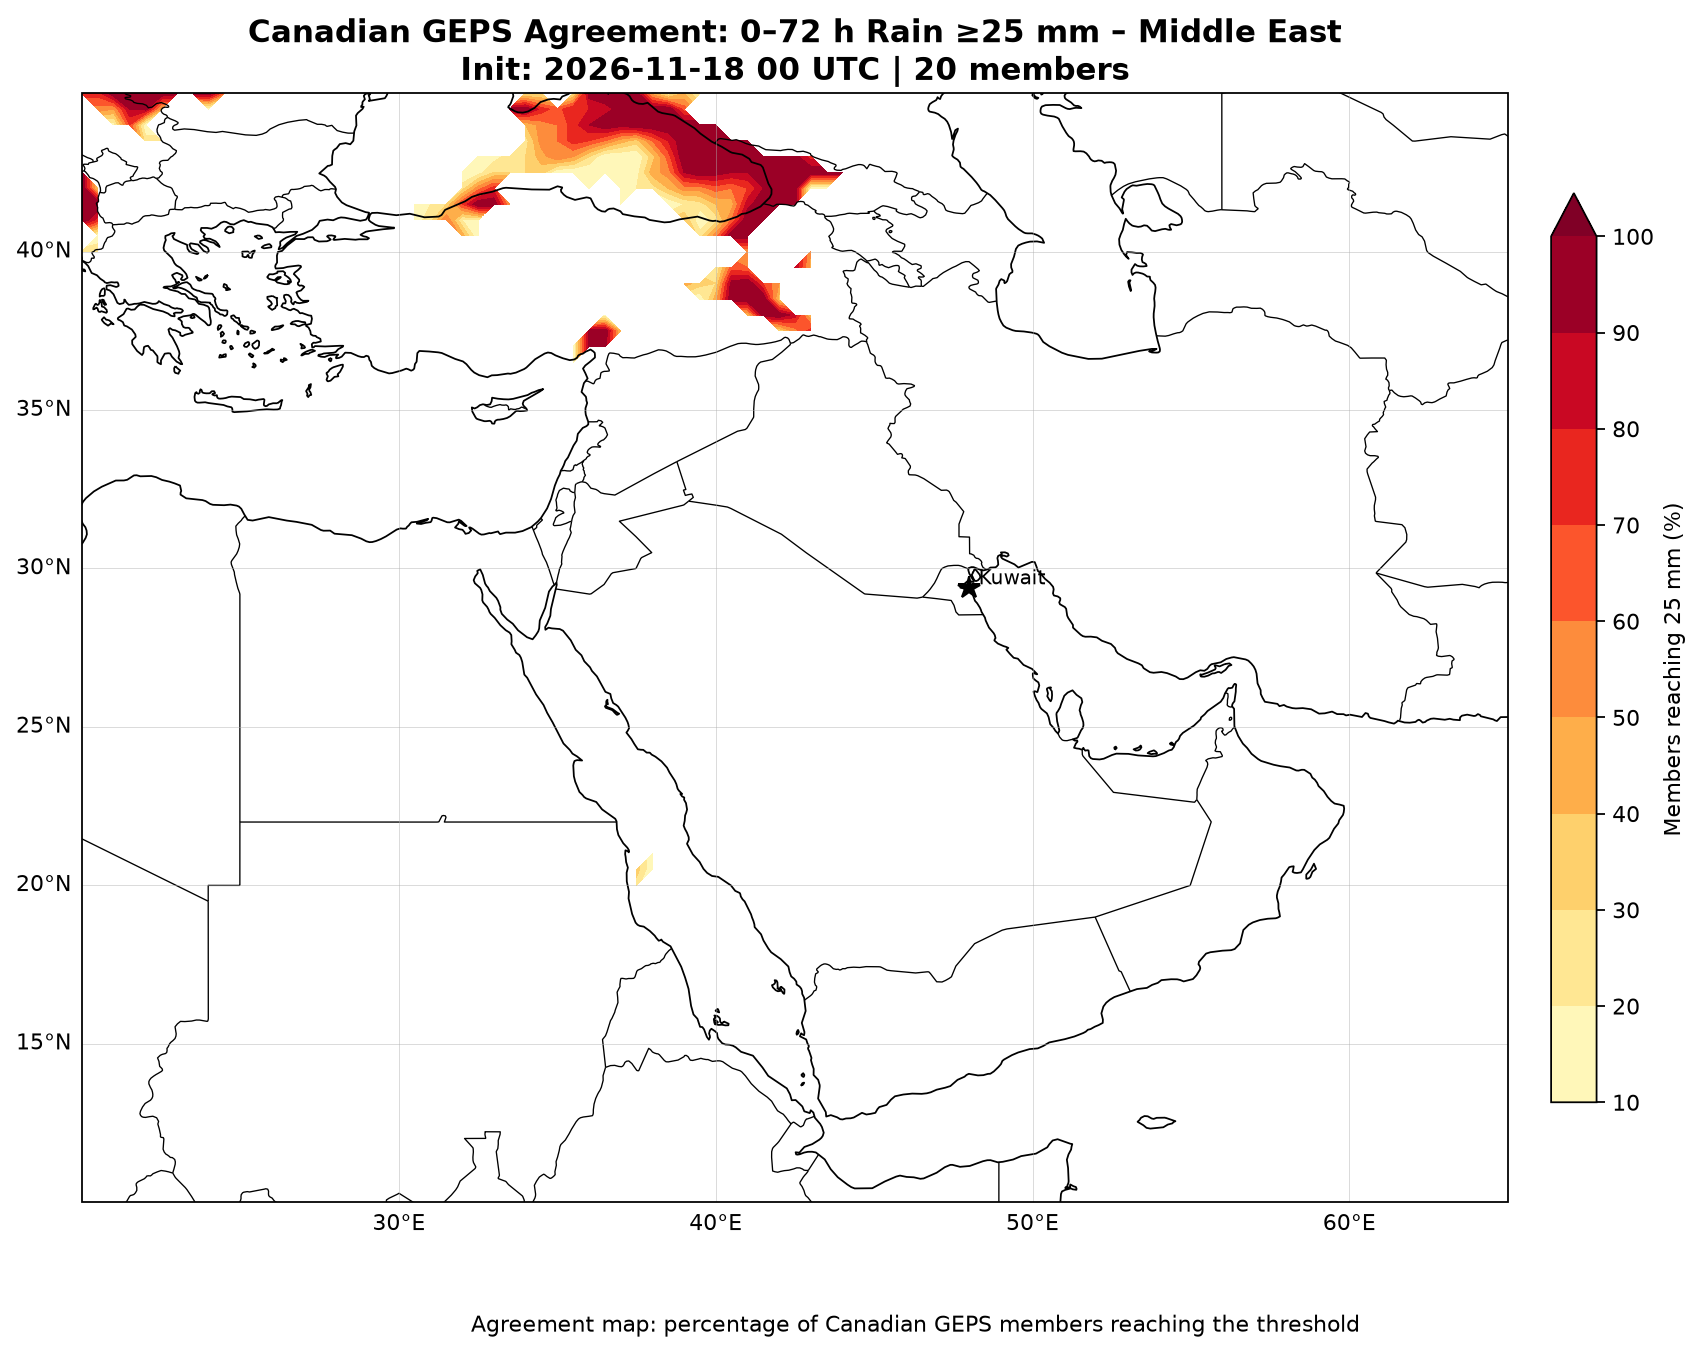 Canadian GEPS Agreement: 0–72 h Rain ≥25 mm – Middle East
Init: 2026-11-18 00 UTC | 20 members
40°N
35°N
30°N
25°N
20°N
15°N
30°E
40°E
50°E
60°E
Kuwait
100
90
80
70
60
50
40
30
20
10
Members reaching 25 mm (%)
Agreement map: percentage of Canadian GEPS members reaching the threshold